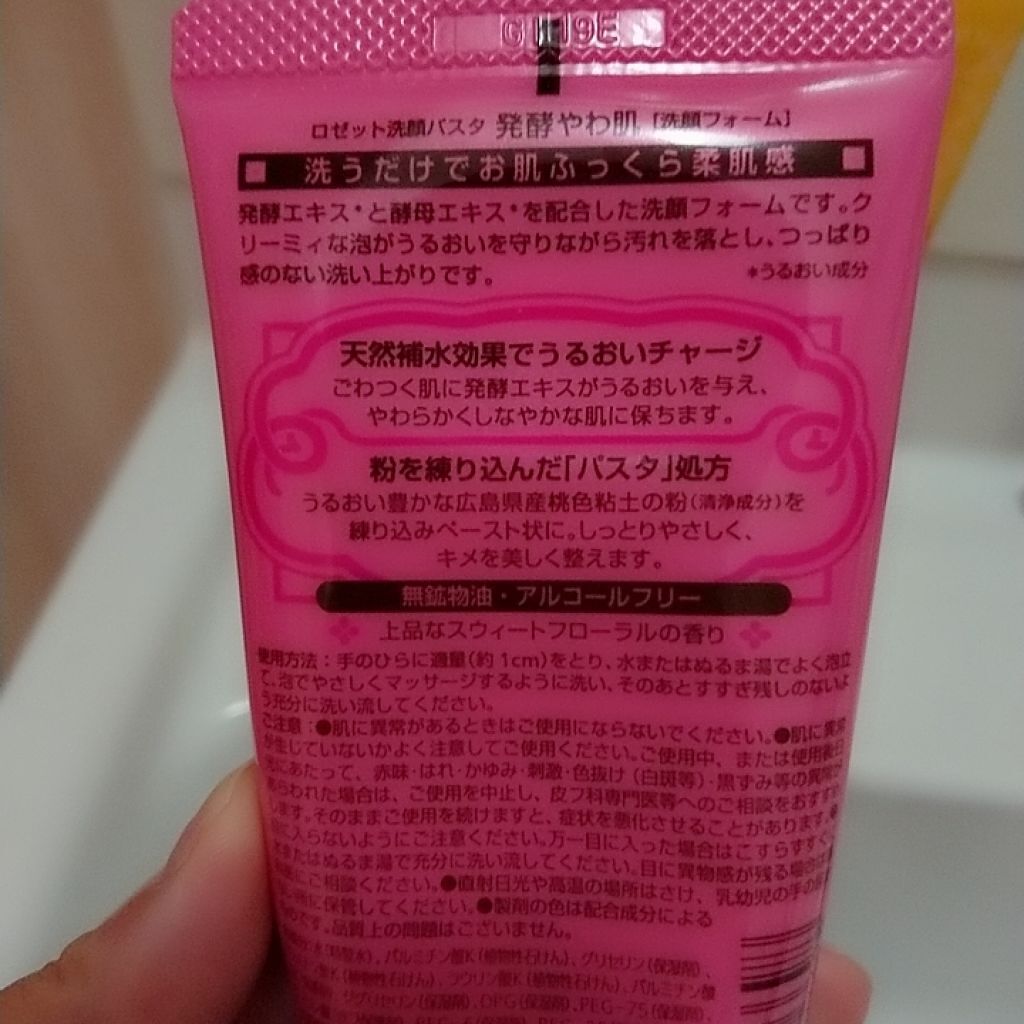 ロゼット洗顔パスタ 発酵やわ肌 [洗顔フォーム]
洗うだけでお肌ふっくら柔肌感
発酵エキス*と酵母エキス*を配合した洗顔フォームです。ク
リーミィな泡がうるおいを守りながら汚れを落とし、つっぱり
感のない洗い上がりです。 *うるおい成分
天然補水効果でうるおいチャージ
ごわつく肌に発酵エキスがうるおいを与え、
やわらかくしなやかな肌に保ちます。
粉を練り込んだ「パスタ」処方
うるおい豊かな広島県産桃色粘土の粉(清浄成分)を
練り込みペースト状に。しっとりやさしく、
キメを美しく整えます。
無鉱物油・アルコールフリー
上品なスウィートフローラルの香り
使用方法：手のひらに適量(約1cm)をとり、水またはぬるま湯でよく泡立
て、泡でやさしくマッサージするように洗い、そのあとすすぎ残しのないよ
う充分に洗い流してください。
ご注意：●肌に異常があるときはご使用にならないでください。●肌に異常
が生じていないかよく注意してご使用ください。ご使用中、または使用後日
光にあたって、赤味・はれ・かゆみ・刺激・色抜け(白斑等)・黒ずみ等の異常が
あらわれた場合は、ご使用を中止し、皮フ科専門医等へのご相談をおすすめ
します。そのままご使用を続けますと、症状を悪化させることがあります。●
に入らないようにご注意ください。万一目に入った場合はこすらずすぐ
またはぬるま湯で充分に洗い流してください。目に異物感が残る場合は
にご相談ください。●直射日光や高温の場所はさけ、乳幼児の手の
に保管してください。●製剤の色は配合成分による
のです。品質上の問題はございません。
パルミチン酸K(植物性石けん)、グリセリン(保湿剤)、
酸K(植物性石けん)、ラウリン酸K(植物性石けん)、パルミチン酸
ジグリセリン(保湿剤)、DPG(保湿剤)、PEG-75(保湿剤)、